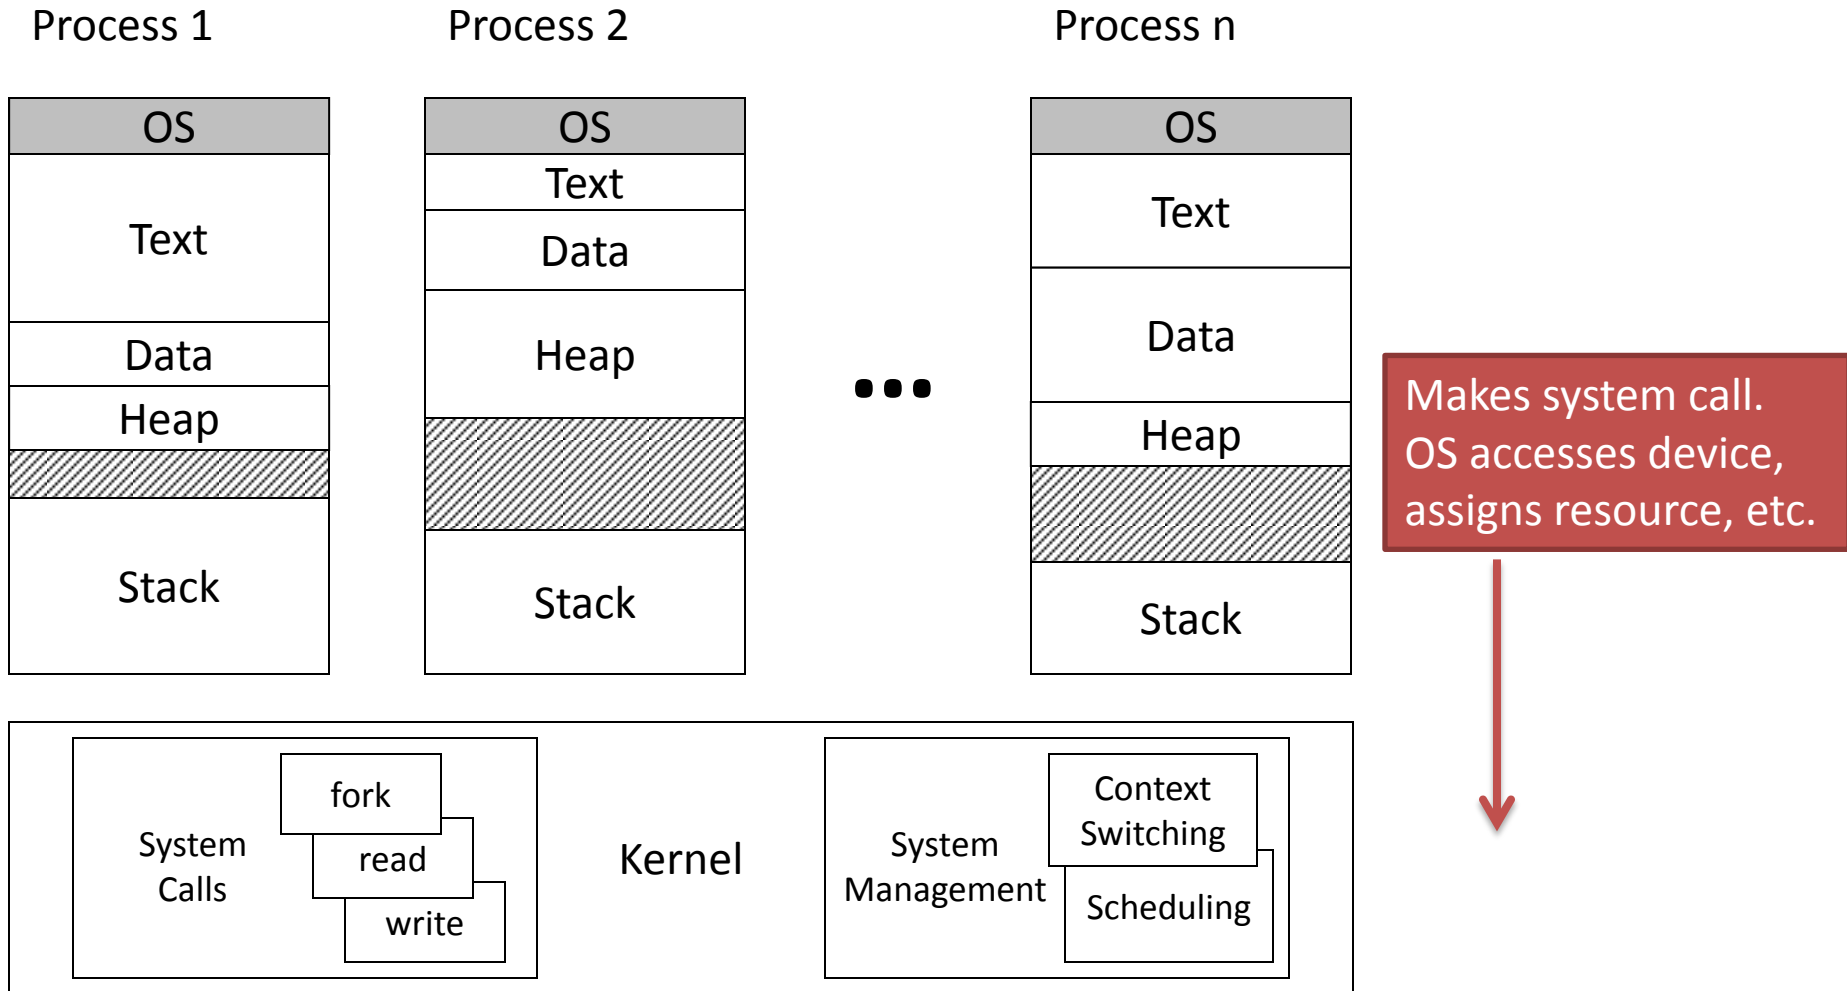 Process 1
Process 2
Process n
OS
Text
Data
Heap
Stack
OS
Text
Data
Heap
Stack
...
OS
Text
Data
Heap
Stack
Makes system call.
OS accesses device,
assigns resource, etc.
System
Calls
fork
read
write
Kernel
System
Management
Context
Switching
Scheduling